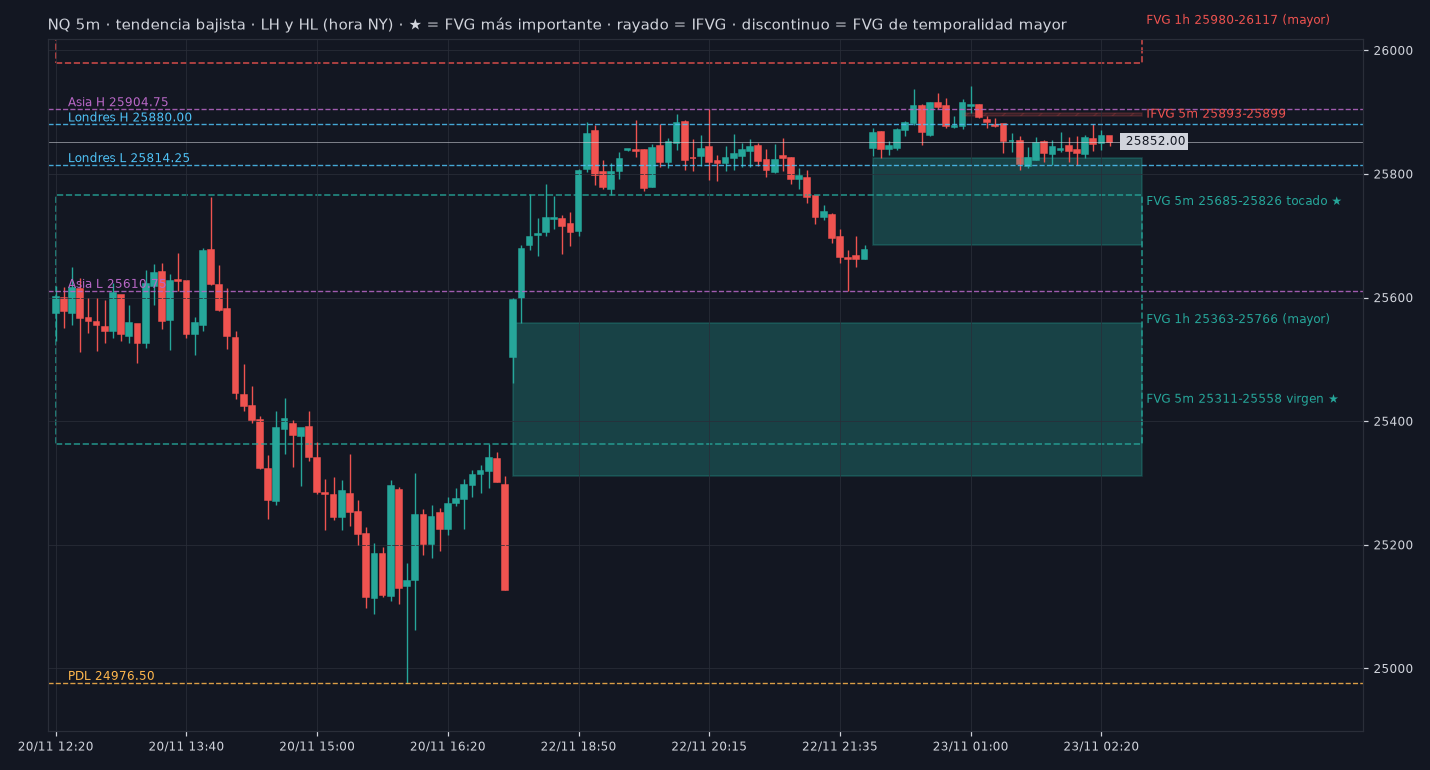 NQ 5m · tendencia bajista · LH y HL (hora NY) · ★ = FVG más importante · rayado = IFVG · discontinuo = FVG de temporalidad mayor
FVG 1h 25980-26117 (mayor)
26000
Asia H 25904.75
Londres H 25880.00
IFVG 5m 25893-25899
25852.00
Londres L 25814.25
25800
FVG 5m 25685-25826 tocado ★
Asia L 25610
25600
FVG 1h 25363-25766 (mayor)
FVG 5m 25311-25558 virgen ★
25400
25200
PDL 24976.50
25000
20/11 12:20
20/11 13:40
20/11 15:00
20/11 16:20
22/11 18:50
22/11 20:15
22/11 21:35
23/11 01:00
23/11 02:20